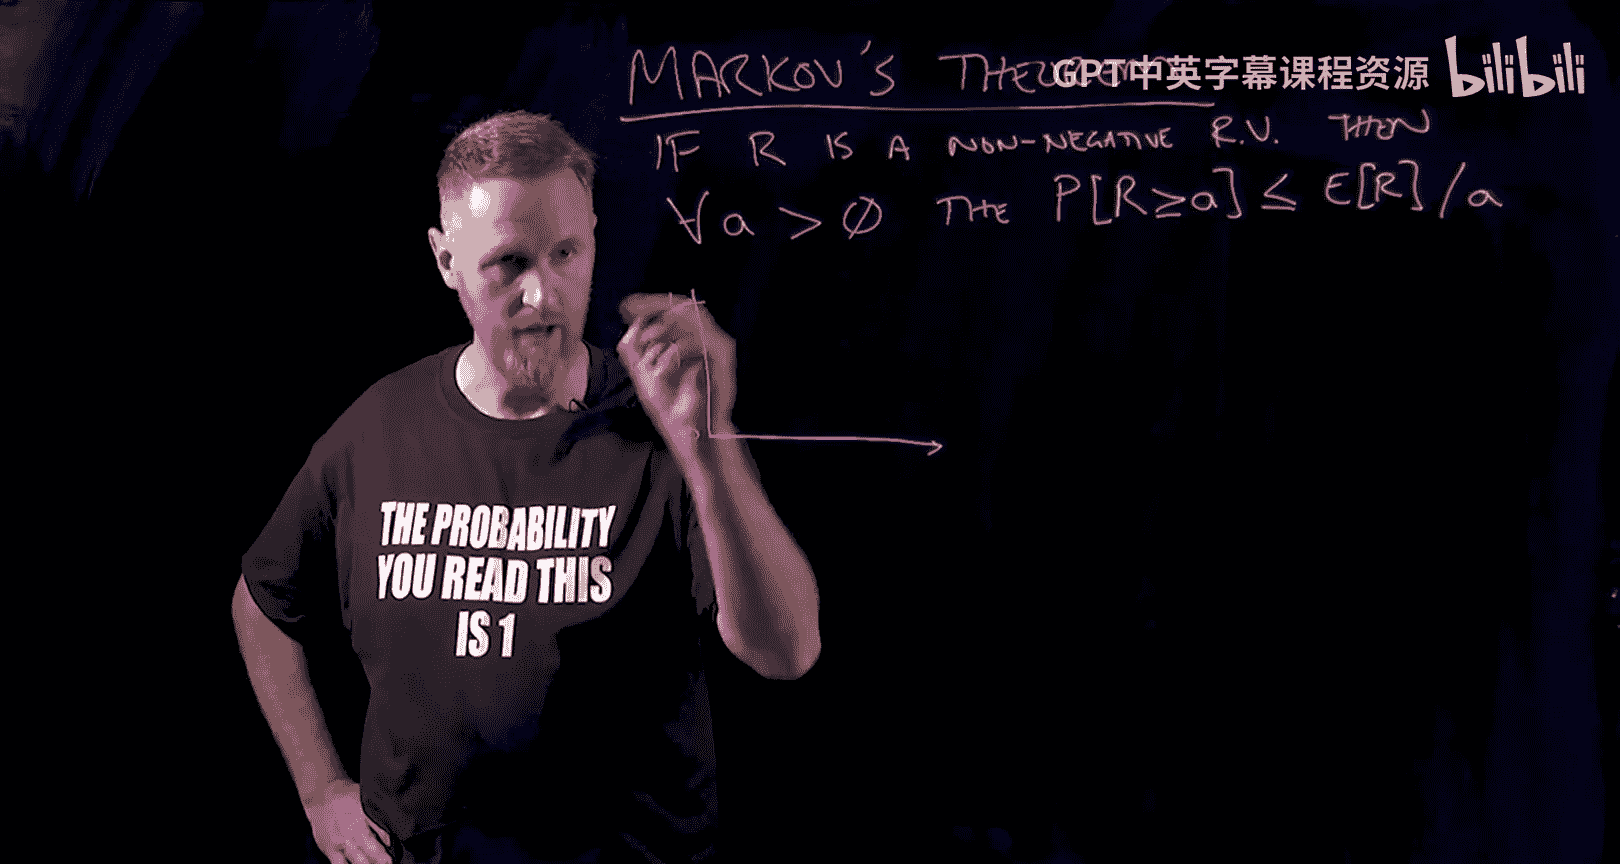 MARKOV'S THEOREM
GPT中英字幕课程资源 bilibili
IF R IS A NON-NEGATIVE R.V. THEN
∀a > ∅ THE P[R≥a] ≤ E[R]/a
THE PROBABILITY
YOU READ THIS
IS 1